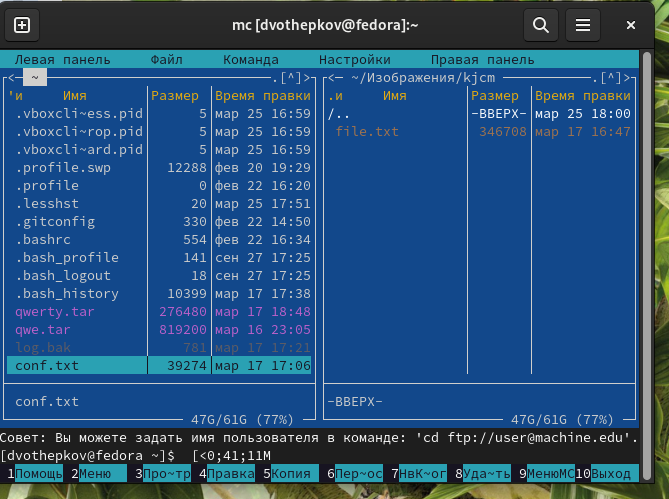 mc [dvothepkov@fedora]:~
Левая панель Файл Команда Настройки Правая панель
<─ ~ .[^]> <─ ~/Изображения/kjcm .[^]>
'и Имя Размер Время правки .и Имя Размер Время правки
.vboxcli~ess.pid 5 мар 25 16:59 /.. -ВВЕРХ- мар 25 18:00
.vboxcli~rop.pid 5 мар 25 16:59 file.txt 346708 мар 17 16:47
.vboxcli~ard.pid 5 мар 25 16:59
.profile.swp 12288 фев 20 19:29
.profile 0 фев 22 16:20
.lesshst 20 мар 25 17:51
.gitconfig 330 фев 22 14:50
.bashrc 554 фев 22 16:34
.bash_profile 141 сен 27 17:25
.bash_logout 18 сен 27 17:25
.bash_history 10399 мар 17 17:38
qwerty.tar 276480 мар 17 18:48
qwe.tar 819200 мар 16 23:05
log.bak 781 мар 17 17:21
conf.txt 39274 мар 17 17:06
conf.txt -ВВЕРХ-
47G/61G (77%) 47G/61G (77%)
Совет: Вы можете задать имя пользователя в команде: 'cd ftp://user@machine.edu'.
[dvothepkov@fedora ~]$ [<0;41;11M
1Помощь 2Меню 3Про~тр 4Правка 5Копия 6Пер~ос 7НвК~ог 8Уда~ть 9МенюMC 10Выход